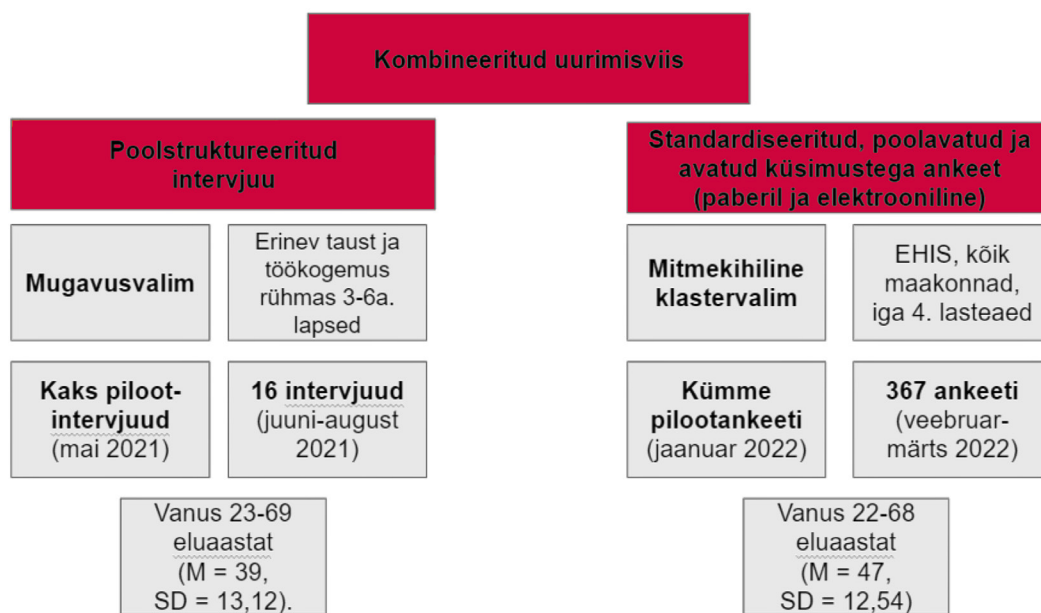 Kombineeritud uurimisviis
Poolstruktureeritud
intervjuu
Mugavusvalim
Erinev taust ja
töökogemus
rühmas 3-6a.
lapsed
Kaks piloot-
intervjuud
(mai 2021)
16 intervjuud
(juuni-august
2021)
Vanus 23-69
eluaastat
(M = 39,
SD = 13,12).
Standardiseeritud, poolavatud ja
avatud küsimustega ankeet
(paberil ja elektrooniline)
Mitmekihiline
klastervalim
EHIS, kõik
maakonnad,
iga 4. lasteaed
Kümme
pilootankeeti
(jaanuar 2022)
367 ankeeti
(veebruar-
märts 2022)
Vanus 22-68
eluaastat
(M = 47,
SD = 12,54)